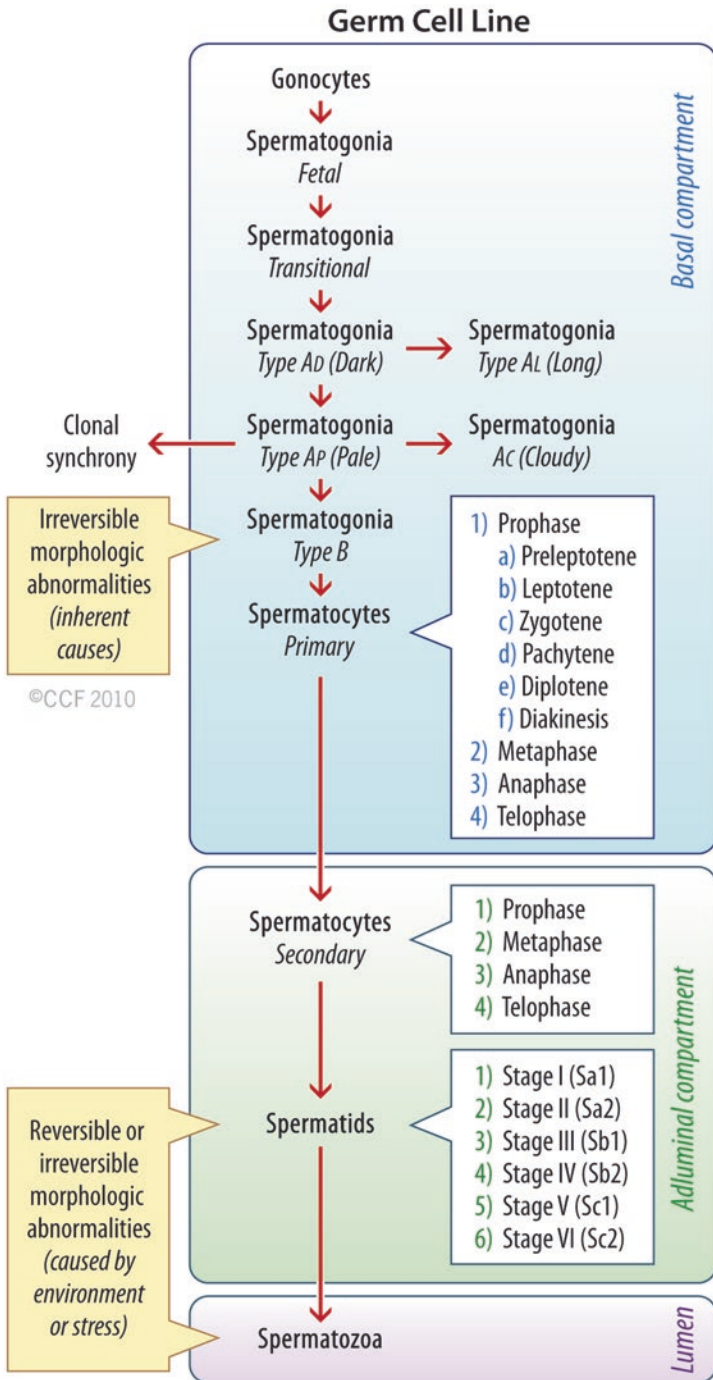 Germ Cell Line
Basal compartment
Gonocytes
Spermatogonia
Fetal
Spermatogonia
Transitional
Spermatogonia
Type AD (Dark)
Spermatogonia
Type AL (Long)
Clonal
synchrony
Spermatogonia
Type AP (Pale)
Spermatogonia
AC (Cloudy)
Irreversible
morphologic
abnormalities
(inherent
causes)
Spermatogonia
Type B
Spermatocytes
Primary
1) Prophase
a) Preleptotene
b) Leptotene
c) Zygotene
d) Pachytene
e) Diplotene
f) Diakinesis
2) Metaphase
3) Anaphase
4) Telophase
©CCF 2010
Adluminal compartment
Spermatocytes
Secondary
1) Prophase
2) Metaphase
3) Anaphase
4) Telophase
Reversible or
irreversible
morphologic
abnormalities
(caused by
environment
or stress)
Spermatids
1) Stage I (Sa1)
2) Stage II (Sa2)
3) Stage III (Sb1)
4) Stage IV (Sb2)
5) Stage V (Sc1)
6) Stage VI (Sc2)
Spermatozoa
Lumen